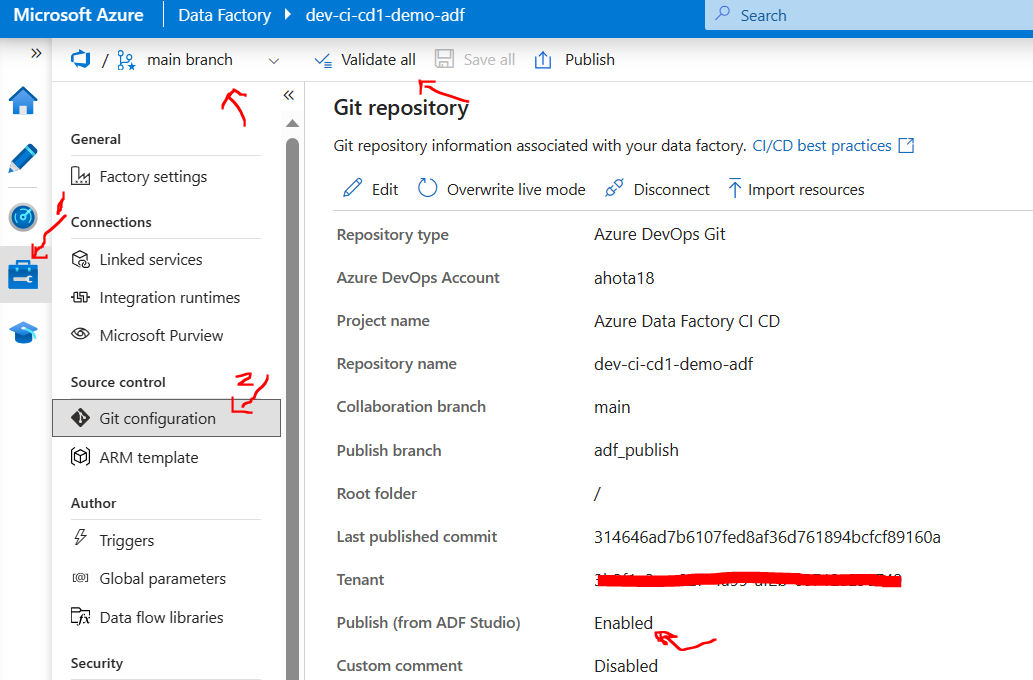 Microsoft Azure Data Factory dev-ci-cd1-demo-adf Search
/ main branch Validate all Save all Publish
General
Factory settings
Connections
Linked services
Integration runtimes
Microsoft Purview
Source control
Git configuration
ARM template
Author
Triggers
Global parameters
Data flow libraries
Security
1
2
Git repository
Git repository information associated with your data factory. CI/CD best practices
Edit Overwrite live mode Disconnect Import resources
Repository type Azure DevOps Git
Azure DevOps Account ahota18
Project name Azure Data Factory CI CD
Repository name dev-ci-cd1-demo-adf
Collaboration branch main
Publish branch adf_publish
Root folder /
Last published commit 314646ad7b6107fed8af36d761894bcfcf89160a
Tenant
Publish (from ADF Studio) Enabled
Custom comment Disabled